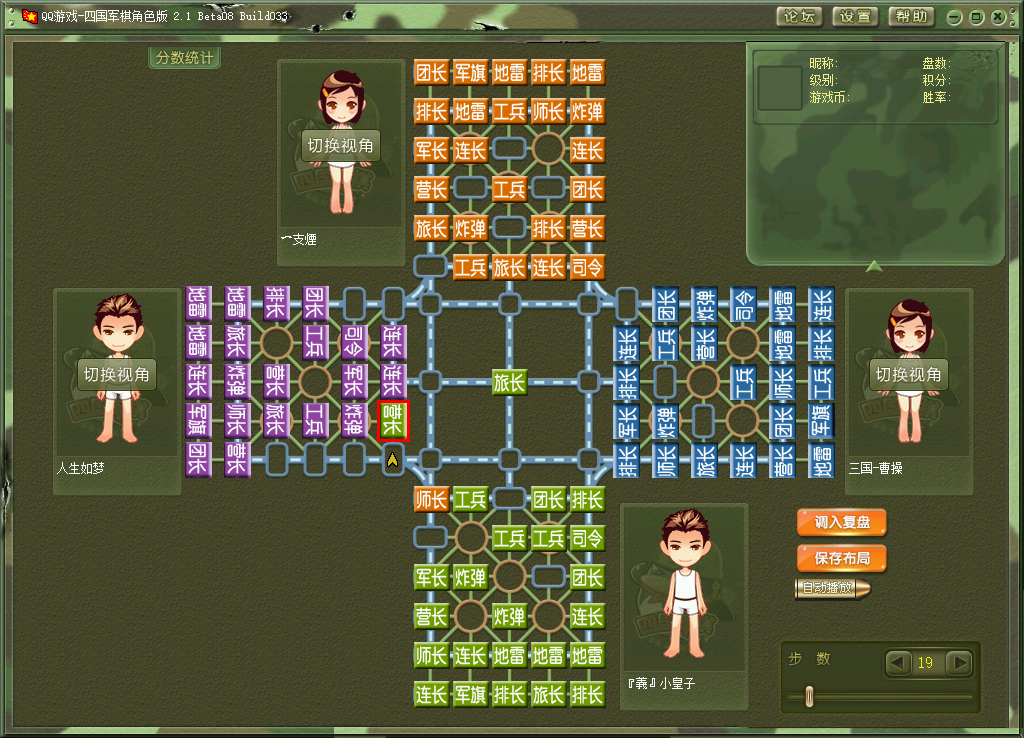 QQ游戏-四国军棋角色版 2.1 Beta08 Build033
论坛 设置 帮助
分数统计
昵称: 盘数:
级别: 积分:
游戏币: 胜率:
切换视角
一支煙
团长 军旗 地雷 排长 地雷
排长 地雷 工兵 师长 炸弹
军长 连长 连长
营长 工兵 团长
旅长 炸弹 排长 营长
工兵 旅长 连长 司令
切换视角
人生如梦
地雷 地雷 排长 团长
地雷 旅长 工兵 司令 连长
连长 炸弹 营长 军长 连长
军旗 师长 旅长 工兵 炸弹 营长
团长 营长
旅长
团长 炸弹 司令 地雷 连长
连长 工兵 营长 地雷 排长
排长 工兵 师长 工兵
军长 炸弹 团长 军旗
排长 师长 旅长 连长 营长 地雷
切换视角
三国-曹操
师长 工兵 团长 排长
工兵 工兵 司令
军长 炸弹 团长
营长 炸弹 连长
师长 连长 地雷 地雷 地雷
连长 军旗 排长 旅长 排长
『義』小皇子
调入复盘
保存布局
自动播放
步 数 19